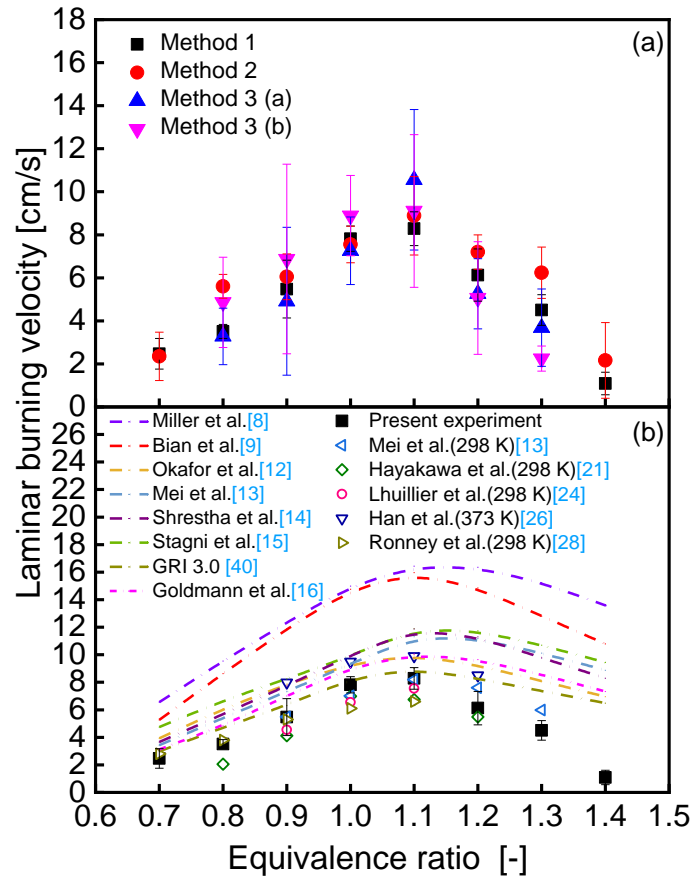 18
(a)
Method 1
16
Method 2
14
Method 3 (a)
12
Method 3 (b)
10
8
6
4
2
0
Laminar burning velocity [cm/s]
(b)
Miller et al.[8]
Bian et al.[9]
Okafor et al.[12]
Mei et al.[13]
Shrestha et al.[14]
Stagni et al.[15]
GRI 3.0 [40]
Goldmann et al.[16]
Present experiment
Mei et al.(298 K)[13]
Hayakawa et al.(298 K)[21]
Lhuillier et al.(298 K)[24]
Han et al.(373 K)[26]
Ronney et al.(298 K)[28]
26
24
22
20
18
16
14
12
10
8
6
4
2
0
0.6 0.7 0.8 0.9 1.0 1.1 1.2 1.3 1.4 1.5
Equivalence ratio [-]